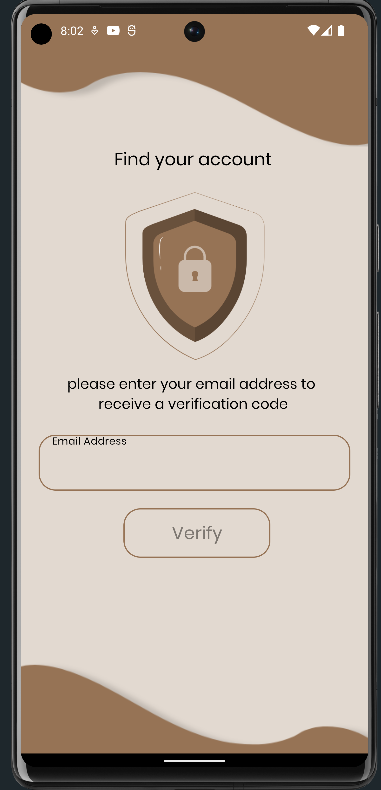 8:02
Find your account
please enter your email address to
receive a verification code
Email Address
Verify